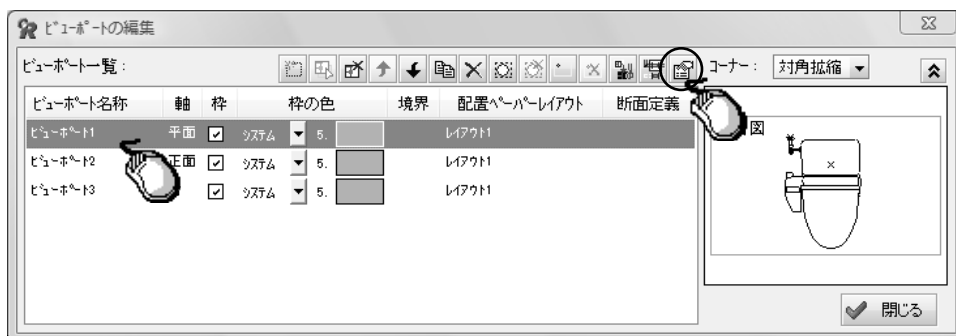 ビューポートの編集
ビューポート一覧：
コーナー： 対角拡縮
ビューポート名称 軸 枠 枠の色 境界 配置ペーパーレイアウト 断面定義
図
ビューポート1 平面 システム 5. レイアウト1
ビューポート2 正面 システム 5. レイアウト1
ビューポート3 システム 5. レイアウト1
閉じる